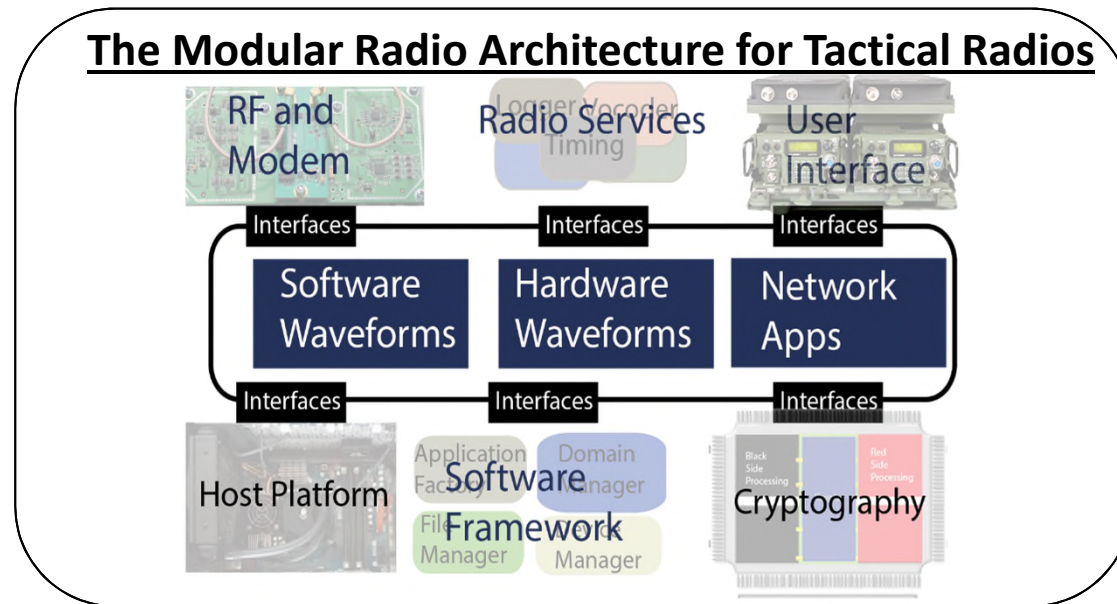 The Modular Radio Architecture for Tactical Radios
RF and
Modem
Radio Services
Logger
Vocoder
Timing
User
Interface
Interfaces
Interfaces
Interfaces
Software
Waveforms
Hardware
Waveforms
Network
Apps
Interfaces
Interfaces
Interfaces
Host Platform
Software
Framework
Application
Factory
Domain
Manager
File
Manager
Device
Manager
Cryptography
Black
Side
Processing
Red
Side
Processing